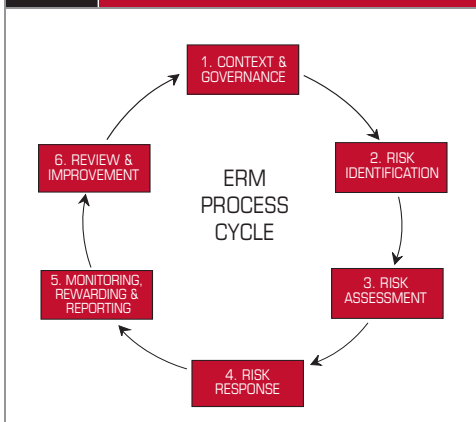 1. CONTEXT &
GOVERNANCE
2. RISK
IDENTIFICATION
3. RISK
ASSESSMENT
4. RISK
RESPONSE
5. MONITORING,
REWARDING &
REPORTING
6. REVIEW &
IMPROVEMENT
ERM
PROCESS
CYCLE